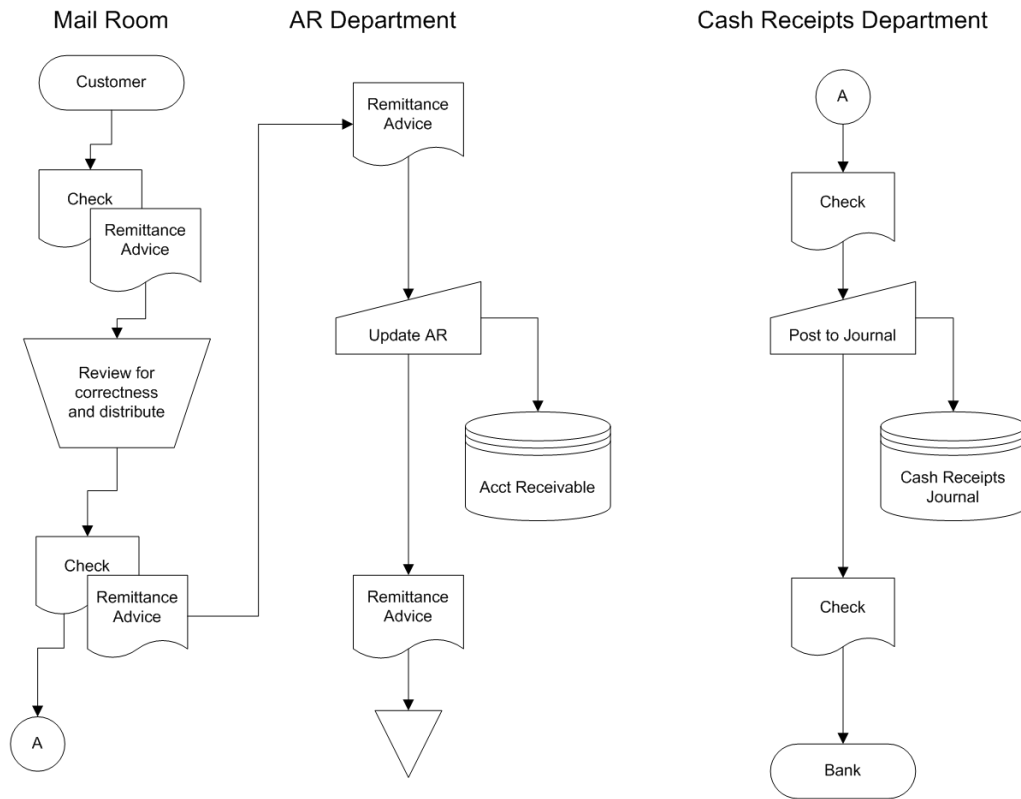 Mail Room
AR Department
Cash Receipts Department
Customer
Check
Remittance
Advice
Review for
correctness
and distribute
Check
Remittance
Advice
A
Remittance
Advice
Update AR
Acct Receivable
Remittance
Advice
A
Check
Post to Journal
Cash Receipts
Journal
Check
Bank